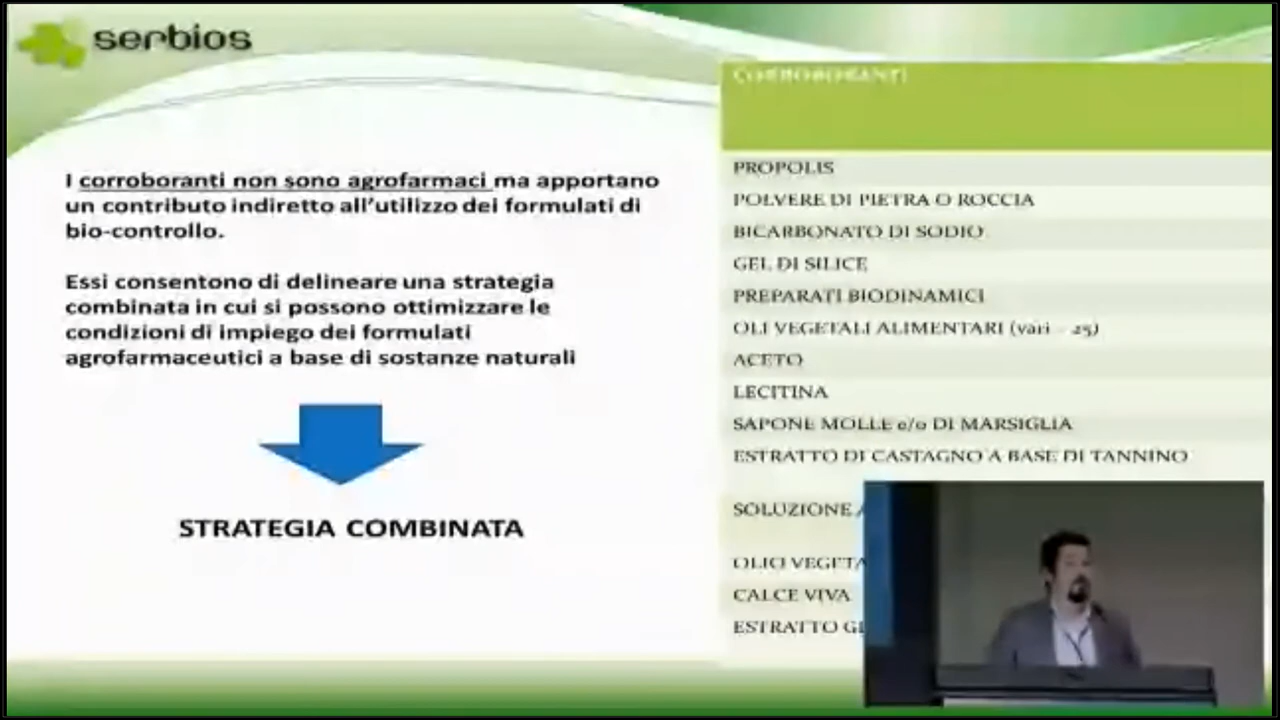 serbios
I corroboranti non sono agrofarmaci ma apportano
un contributo indiretto all'utilizzo dei formulati di
bio-controllo.
Essi consentono di delineare una strategia
combinata in cui si possono ottimizzare le
condizioni di impiego dei formulati
agrofarmaceutici a base di sostanze naturali
STRATEGIA COMBINATA
CORROBORANTI
PROPOLIS
POLVERE DI PIETRA O ROCCIA
BICARBONATO DI SODIO
GEL DI SILICE
PREPARATI BIODINAMICI
OLI VEGETALI ALIMENTARI (vari – 25)
ACETO
LECITINA
SAPONE MOLLE e/o DI MARSIGLIA
ESTRATTO DI CASTAGNO A BASE DI TANNINO
SOLUZIONE
OLIO
CALCE VIVA
ESTRATTO